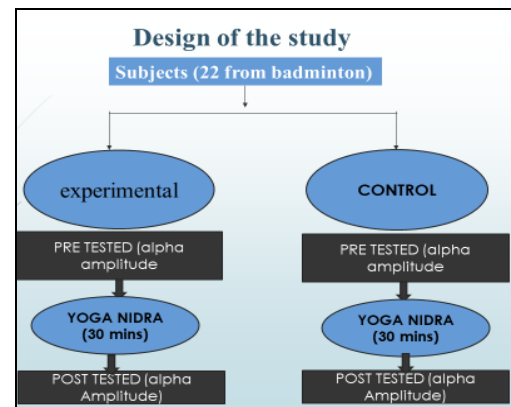 Design of the study
Subjects (22 from badminton)
experimental
CONTROL
PRE TESTED (alpha
amplitude
PRE TESTED (alpha
amplitude
YOGA NIDRA
(30 mins)
YOGA NIDRA
(30 mins)
POST TESTED (alpha
Amplitude)
POST TESTED (alpha
Amplitude)